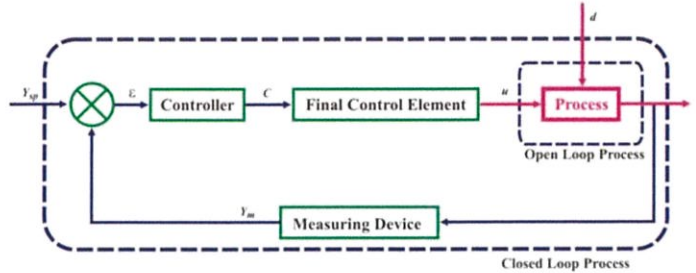 d
Ysp
ε
Controller
C
Final Control Element
u
Process
Open Loop Process
Ym
Measuring Device
Closed Loop Process